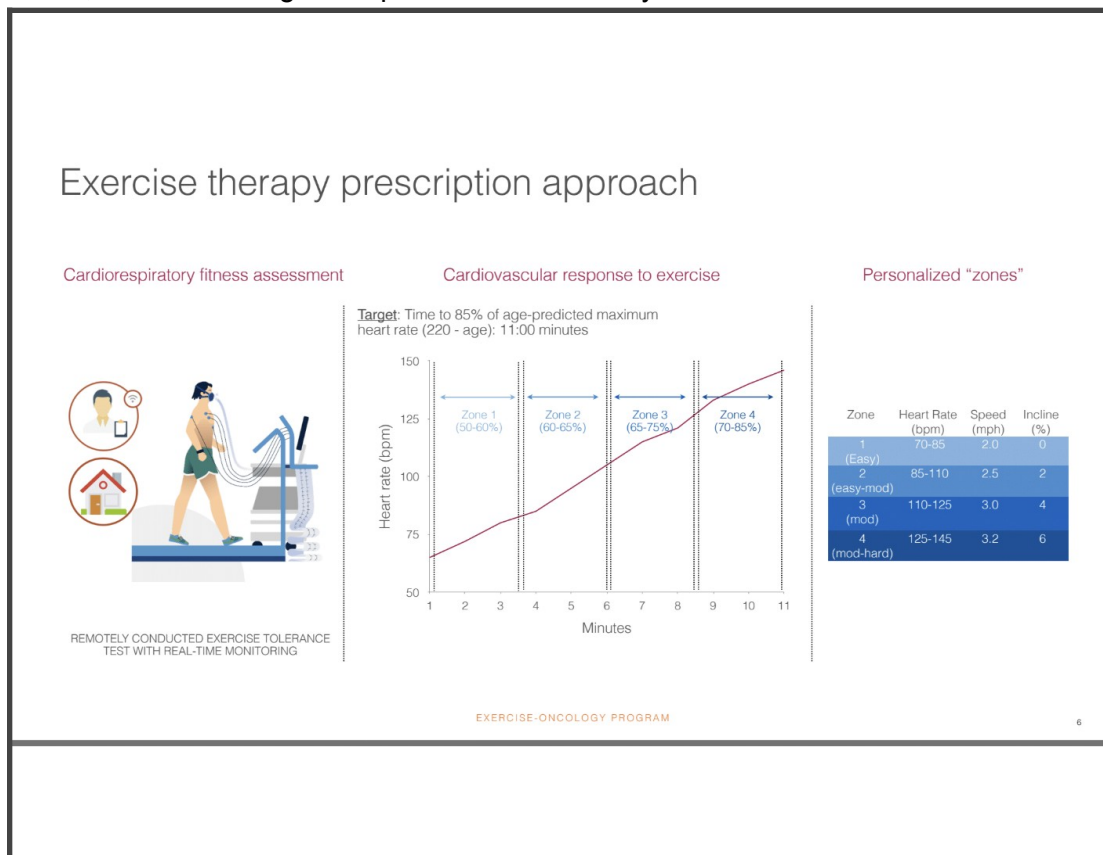 Exercise therapy prescription approach
Cardiorespiratory fitness assessment
REMOTELY CONDUCTED EXERCISE TOLERANCE
TEST WITH REAL-TIME MONITORING
Cardiovascular response to exercise
Target: Time to 85% of age-predicted maximum
heart rate (220 - age): 11:00 minutes
150
125
100
75
50
Heart rate (bpm)
Zone 1
(50-60%)
Zone 2
(60-65%)
Zone 3
(65-75%)
Zone 4
(70-85%)
1 2 3 4 5 6 7 8 9 10 11
Minutes
Personalized “zones”
Zone Heart Rate Speed Incline
(bpm) (mph) (%)
1 70-85 2.0 0
(Easy)
2 85-110 2.5 2
(easy-mod)
3 110-125 3.0 4
(mod)
4 125-145 3.2 6
(mod-hard)
EXERCISE-ONCOLOGY PROGRAM
6